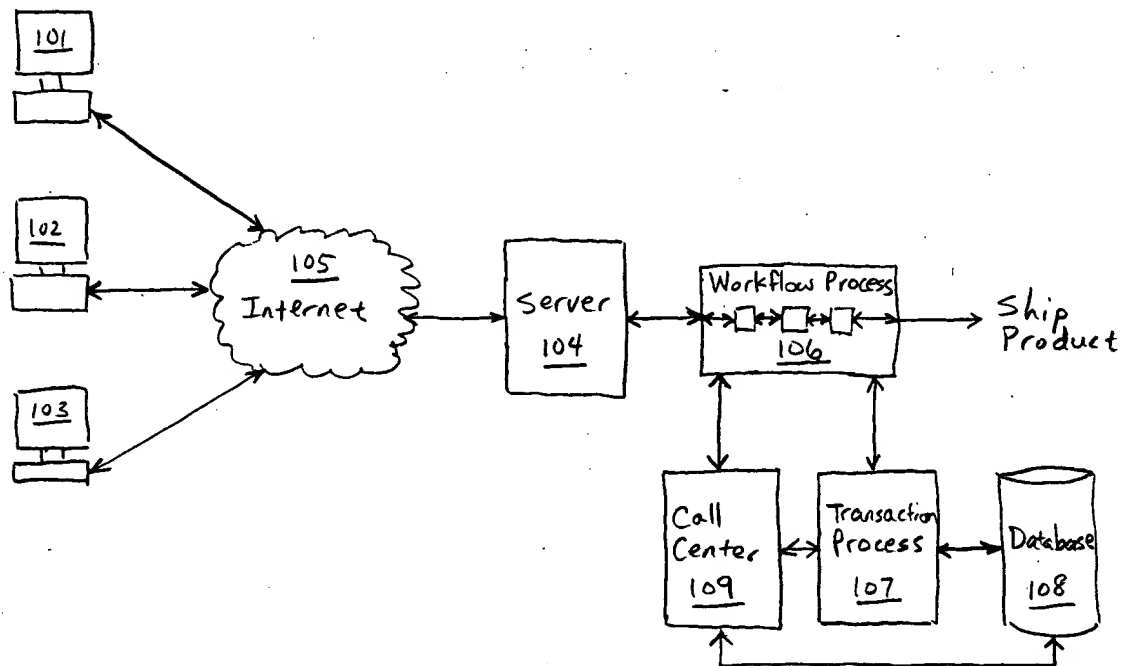 101
102
103
105
Internet
Server
104
Workflow Process
106
Ship
Product
Call
Center
109
Transaction
Process
107
Database
108